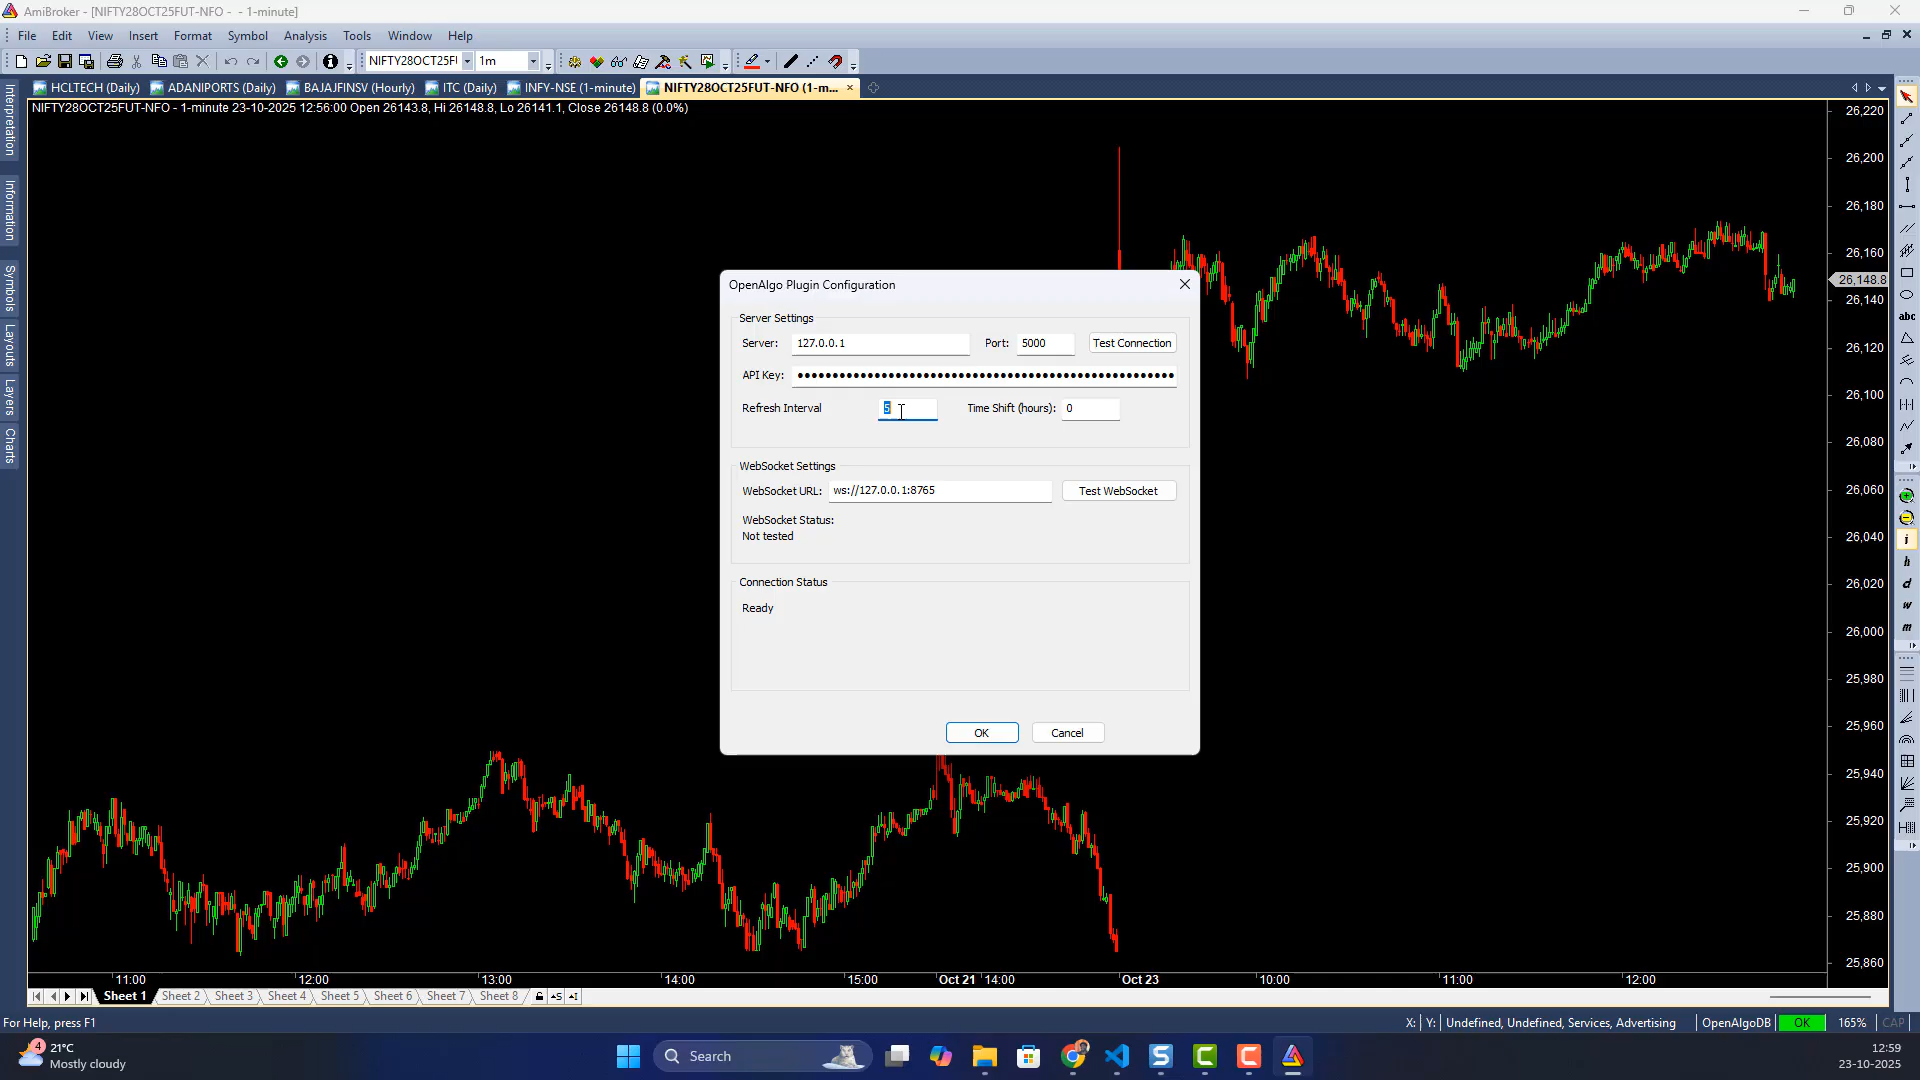 AmiBroker - [NIFTY28OCT25FUT-NFO - - 1-minute]
File Edit View Insert Format Symbol Analysis Tools Window Help
NIFTY28OCT25FI 1m
HCLTECH (Daily) ADANIPORTS (Daily) BAJAJFINSV (Hourly) ITC (Daily) INFY-NSE (1-minute) NIFTY28OCT25FUT-NFO (1-m...
NIFTY28OCT25FUT-NFO - 1-minute 23-10-2025 12:56:00 Open 26143.8, Hi 26148.8, Lo 26141.1, Close 26148.8 (0.0%)
Interpretation
Information
Symbols
Layouts
Layers
Charts
26,220
26,200
26,180
26,160
26,148.8
26,140
26,120
26,100
26,080
26,060
26,040
26,020
26,000
25,980
25,960
25,940
25,920
25,900
25,880
25,860
abc
i
h
d
w
m
OpenAlgo Plugin Configuration
Server Settings
Server: 127.0.0.1 Port: 5000 Test Connection
API Key: ●●●●●●●●●●●●●●●●●●●●●●●●●●●●●●●●●●●●●●●●●●●●●●●●●●●●●●
Refresh Interval 5 Time Shift (hours): 0
WebSocket Settings
WebSocket URL: ws://127.0.0.1:8765 Test WebSocket
WebSocket Status:
Not tested
Connection Status
Ready
OK Cancel
11:00 12:00 13:00 14:00 15:00 Oct 21 14:00 Oct 23 10:00 11:00 12:00
Sheet 1 Sheet 2 Sheet 3 Sheet 4 Sheet 5 Sheet 6 Sheet 7 Sheet 8
For Help, press F1 X: Y: Undefined, Undefined, Services, Advertising OpenAlgoDB OK 165% CAP
4 21°C
Mostly cloudy
Search
12:59
23-10-2025